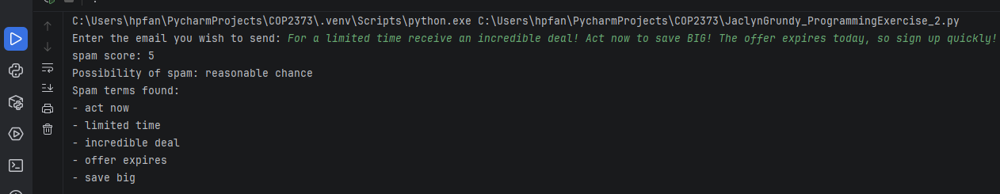 C:\Users\hpfan\PycharmProjects\COP2373\.venv\Scripts\python.exe C:\Users\hpfan\PycharmProjects\COP2373\JaclynGrundy_ProgrammingExercise_2.py
Enter the email you wish to send: For a limited time receive an incredible deal! Act now to save BIG! The offer expires today, so sign up quickly!
spam score: 5
Possibility of spam: reasonable chance
Spam terms found:
- act now
- limited time
- incredible deal
- offer expires
- save big